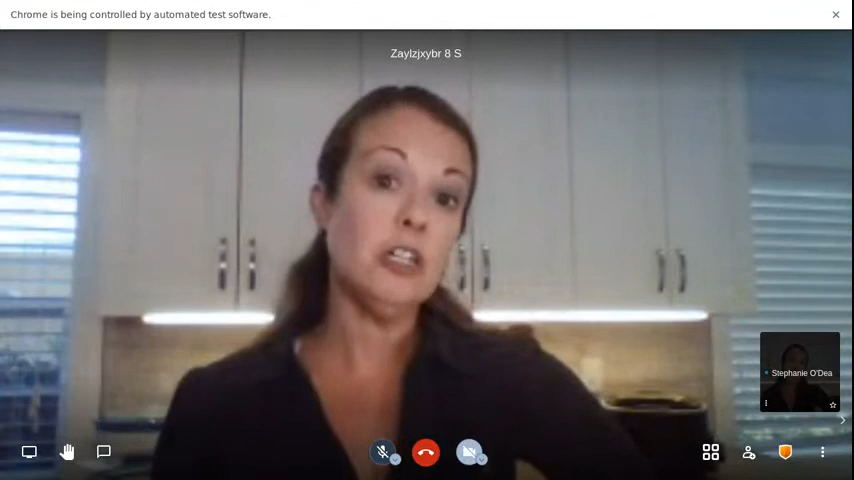 Chrome is being controlled by automated test software.
Zaylzjxybr 8 S
Stephanie O'Dea